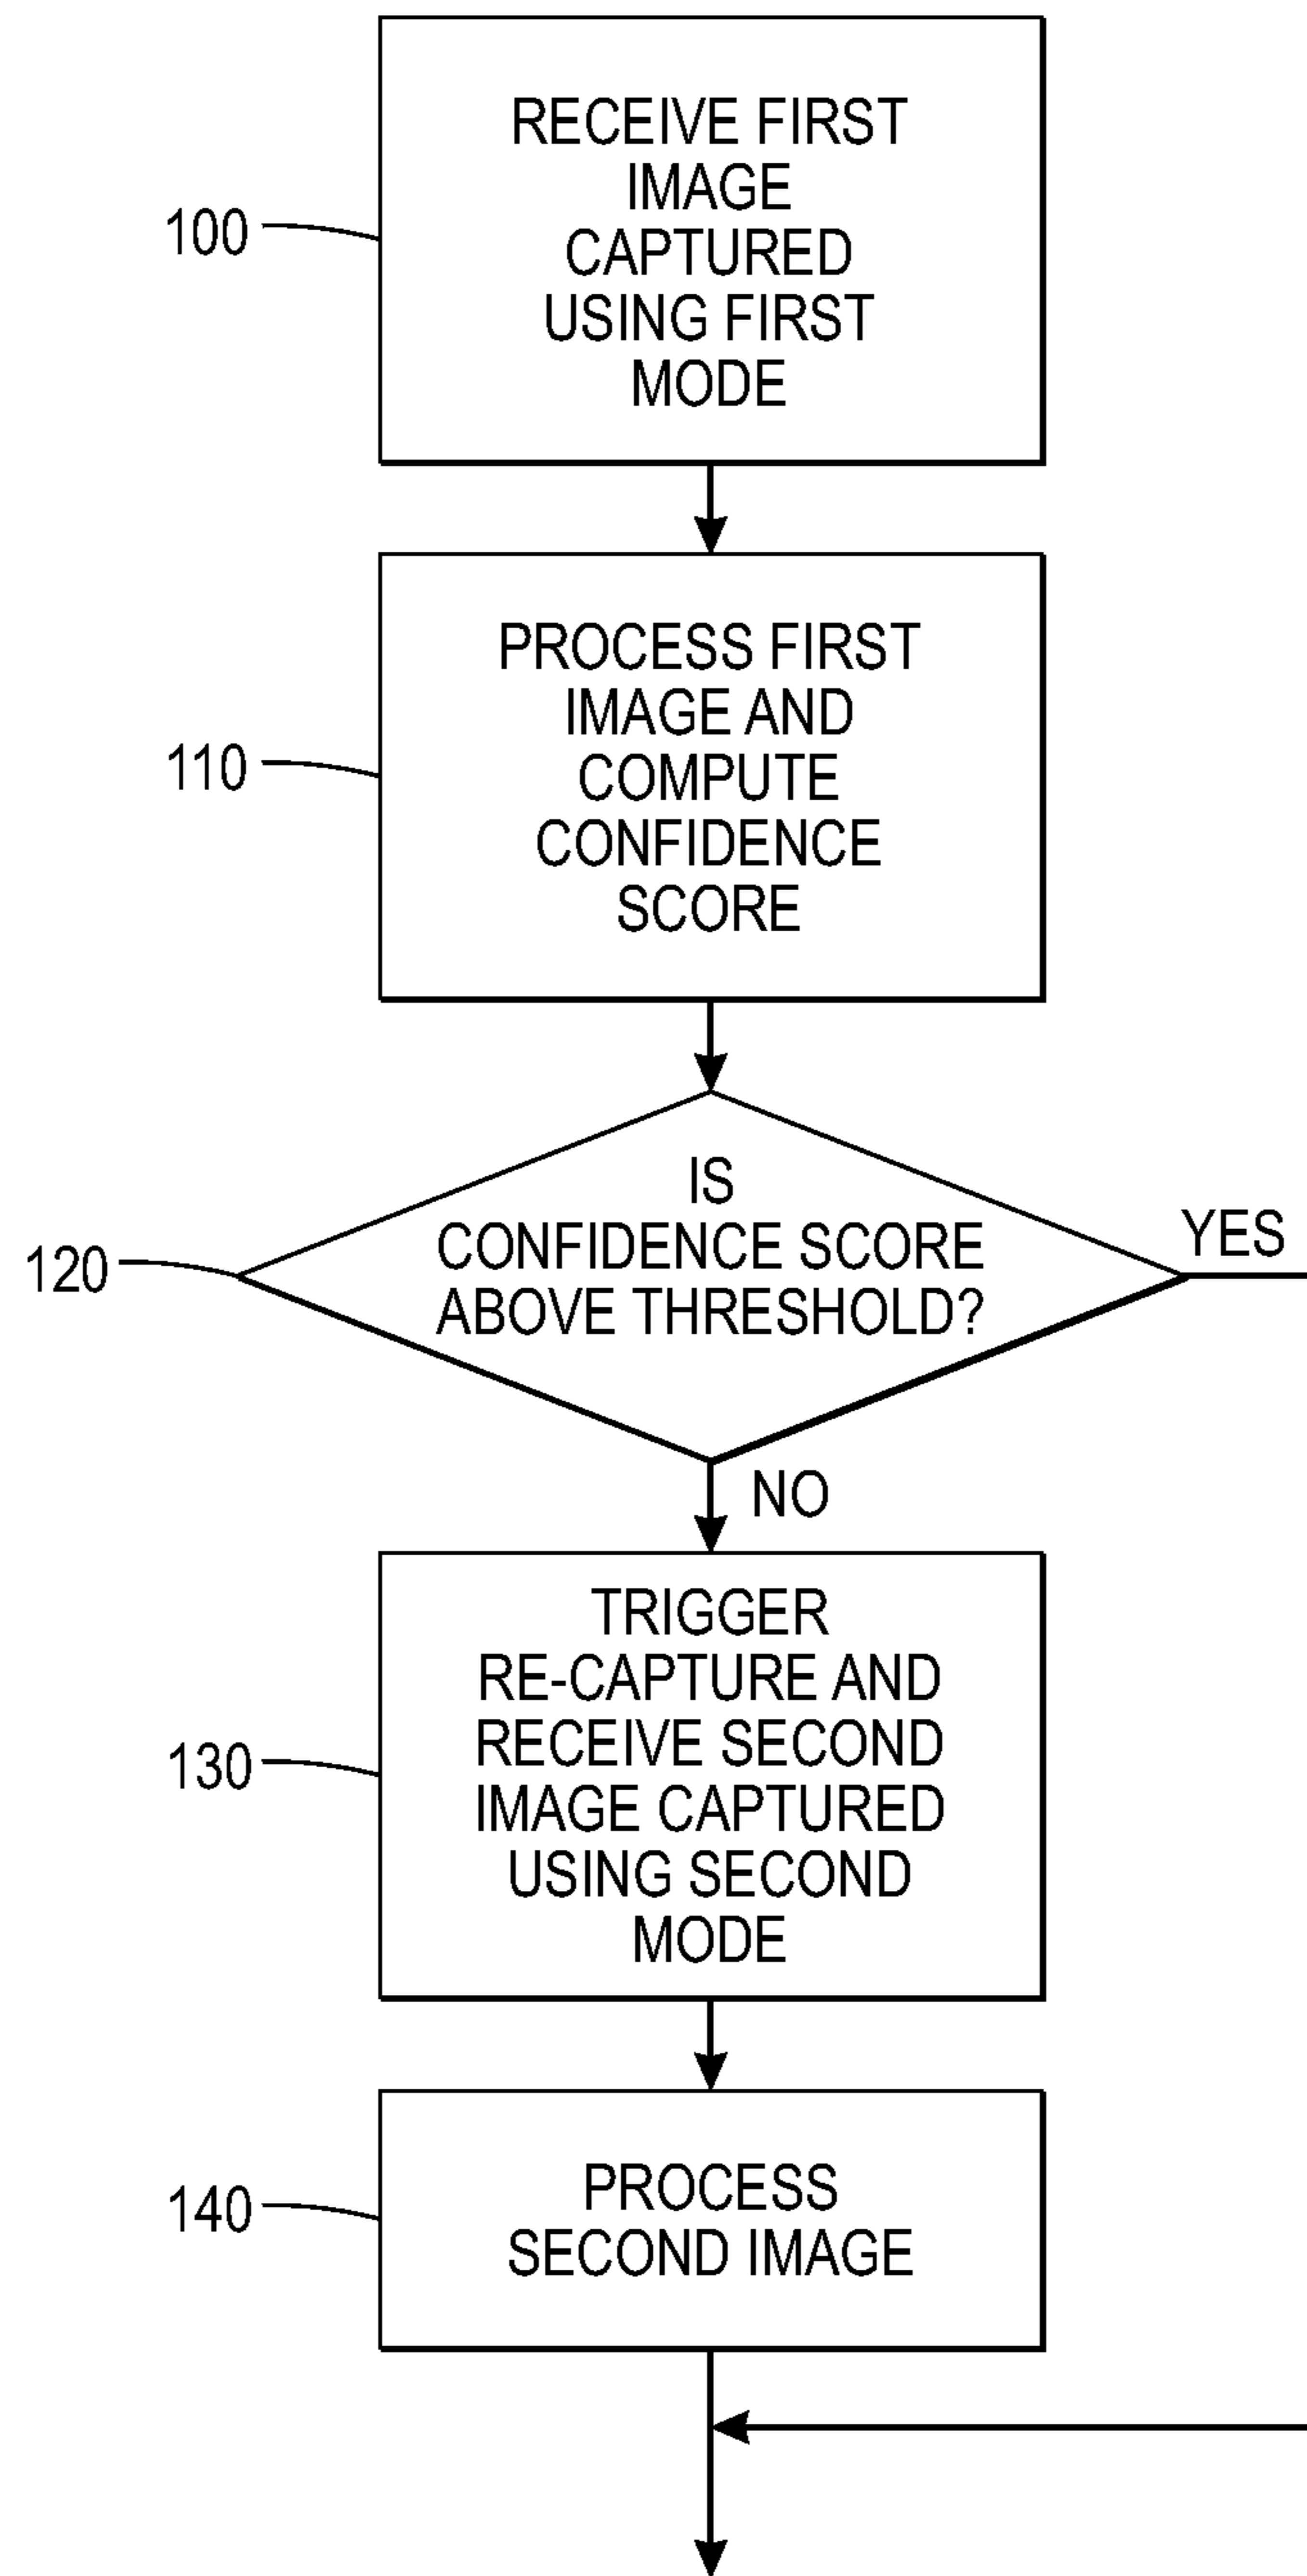 RECEIVE FIRST
IMAGE
CAPTURED
USING FIRST
MODE
100
PROCESS FIRST
IMAGE AND
COMPUTE
CONFIDENCE
SCORE
110
IS
CONFIDENCE SCORE
ABOVE THRESHOLD?
120
YES
NO
TRIGGER
RE-CAPTURE AND
RECEIVE SECOND
IMAGE CAPTURED
USING SECOND
MODE
130
PROCESS
SECOND IMAGE
140